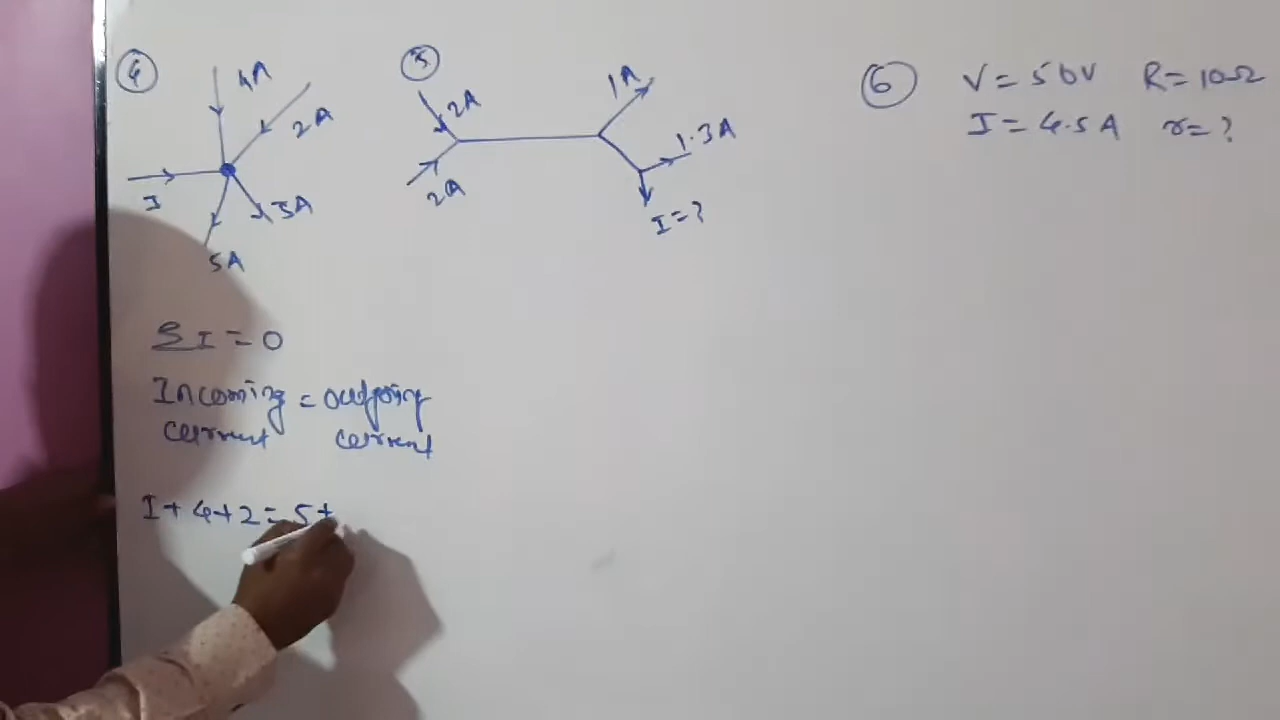 4
4A
2A
I
3A
5A
5
2A
2A
1A
1.3A
I=?
6 V=50V R=10Ω
I=4.5A r=?
ΣI=0
Incoming = outgoing
current current
I+4+2=5+